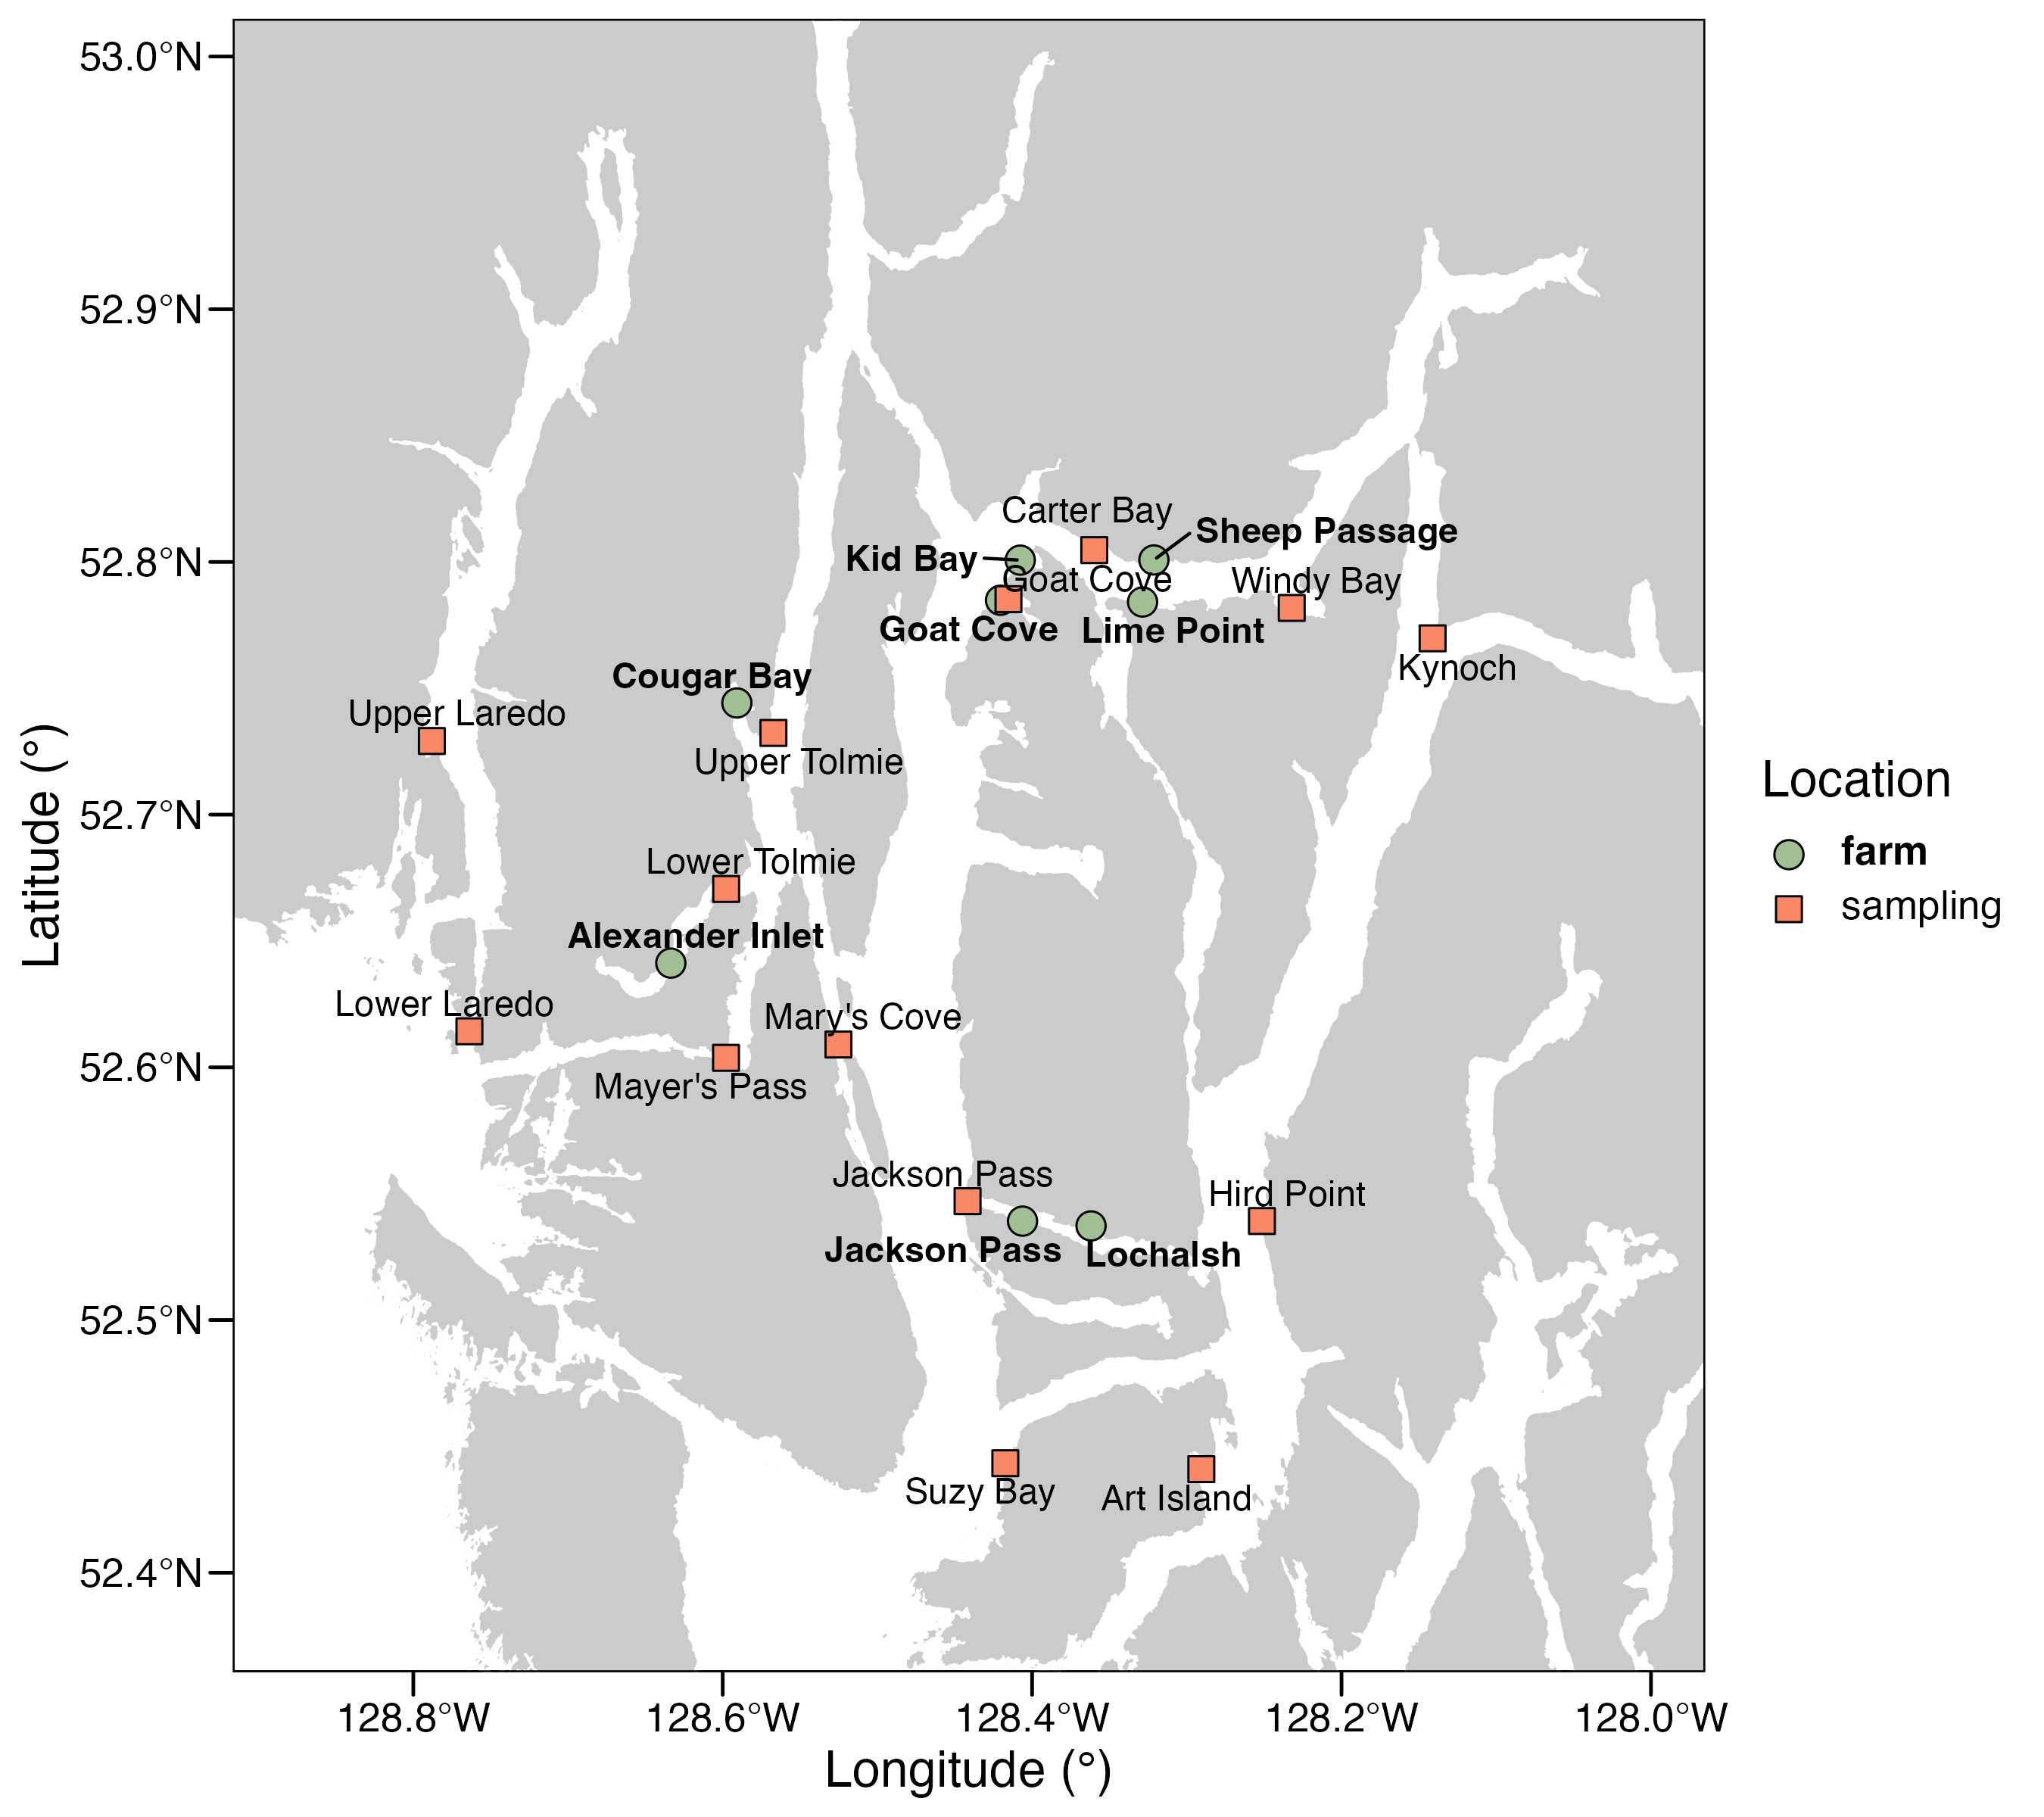 53.0°N
52.9°N
52.8°N
52.7°N
52.6°N
52.5°N
52.4°N
Latitude (°)
Carter Bay
Sheep Passage
Kid Bay
Goat Cove
Windy Bay
Goat Cove
Lime Point
Kynoch
Cougar Bay
Upper Laredo
Upper Tolmie
Lower Tolmie
Alexander Inlet
Lower Laredo
Mary's Cove
Mayer's Pass
Jackson Pass
Hird Point
Jackson Pass
Lochalsh
Suzy Bay
Art Island
128.8°W
128.6°W
128.4°W
128.2°W
128.0°W
Longitude (°)
Location
farm
sampling